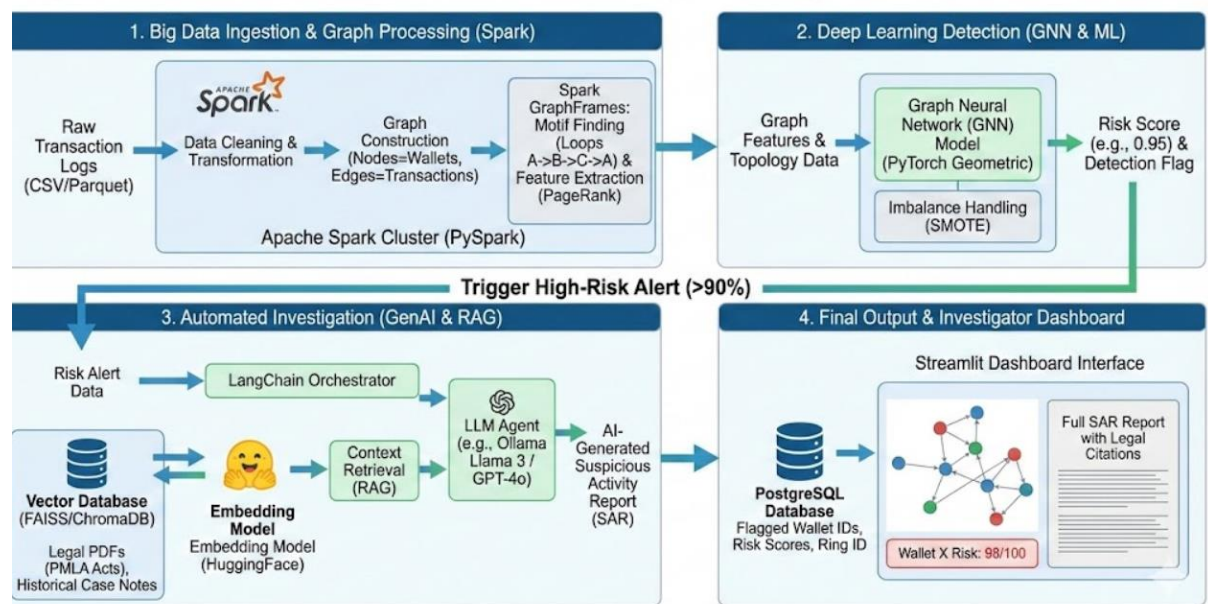 1. Big Data Ingestion & Graph Processing (Spark)
Raw
Transaction
Logs
(CSV/Parquet)
APACHE
Spark
Data Cleaning &
Transformation
Graph
Construction
(Nodes=Wallets,
Edges=Transactions)
Spark
GraphFrames:
Motif Finding
(Loops
A->B->C->A) &
Feature Extraction
(PageRank)
Apache Spark Cluster (PySpark)
2. Deep Learning Detection (GNN & ML)
Graph
Features &
Topology Data
Graph Neural
Network (GNN)
Model
(PyTorch Geometric)
Imbalance Handling
(SMOTE)
Risk Score
(e.g., 0.95) &
Detection Flag
Trigger High-Risk Alert (>90%)
3. Automated Investigation (GenAI & RAG)
Risk Alert
Data
LangChain Orchestrator
Vector Database
(FAISS/ChromaDB)
Legal PDFs
(PMLA Acts),
Historical Case Notes
Embedding
Model
Embedding Model
(HuggingFace)
Context
Retrieval
(RAG)
LLM Agent
(e.g., Ollama
Llama 3 /
GPT-4o)
AI-
Generated
Suspicious
Activity
Report
(SAR)
4. Final Output & Investigator Dashboard
Streamlit Dashboard Interface
PostgreSQL
Database
Flagged Wallet IDs,
Risk Scores, Ring ID
Wallet X Risk: 98/100
Full SAR Report
with Legal
Citations